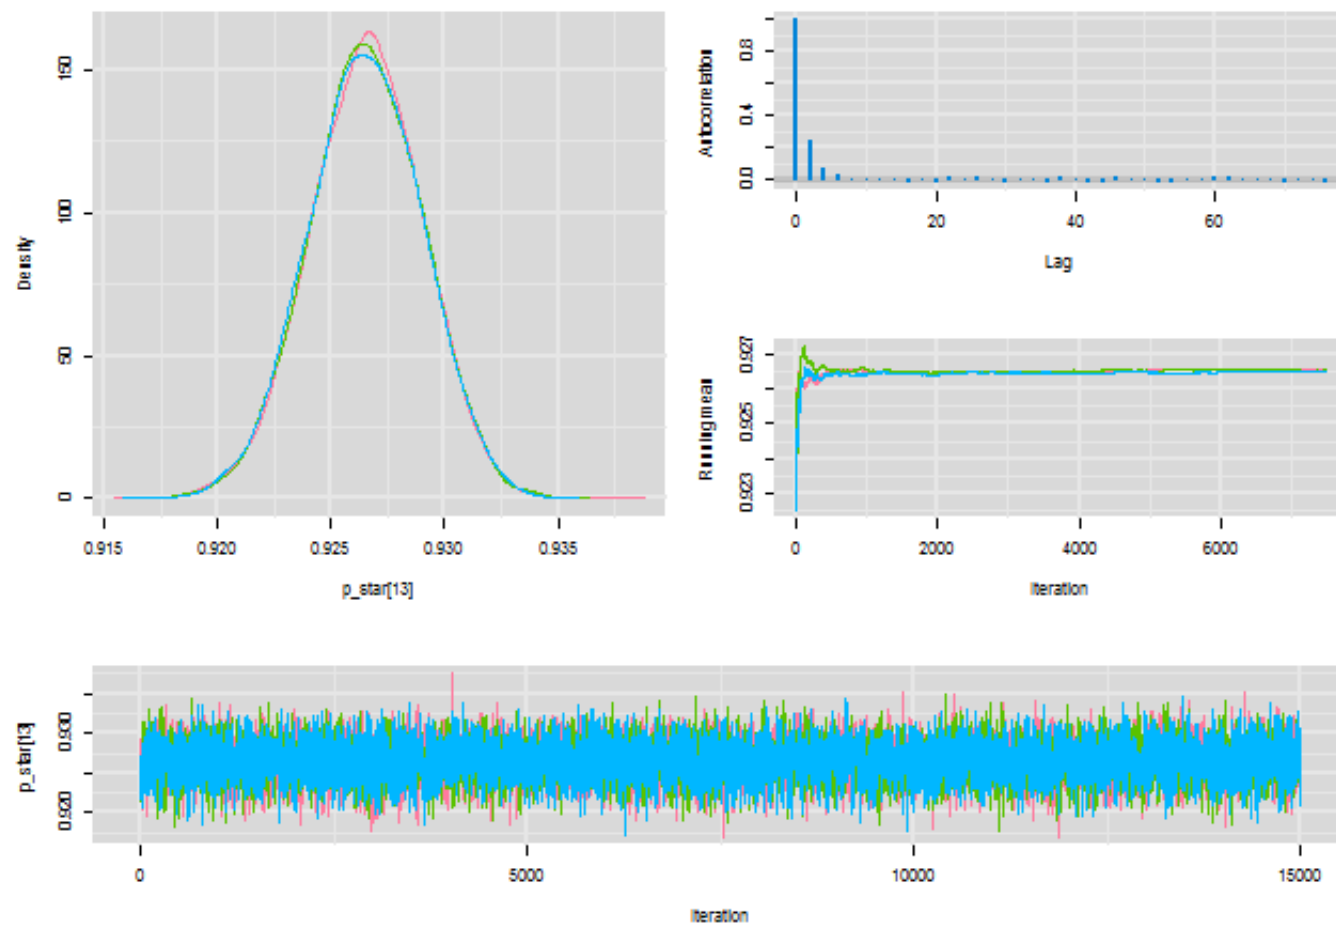 150
100
50
0
Density
0.915 0.920 0.925 0.930 0.935
p_star[13]
0.8
0.4
0.0
Autocorrelation
0 20 40 60
Lag
0.927
0.925
0.923
Running mean
0 2000 4000 6000
Iteration
0.930
0.920
p_star[13]
0 5000 10000 15000
Iteration